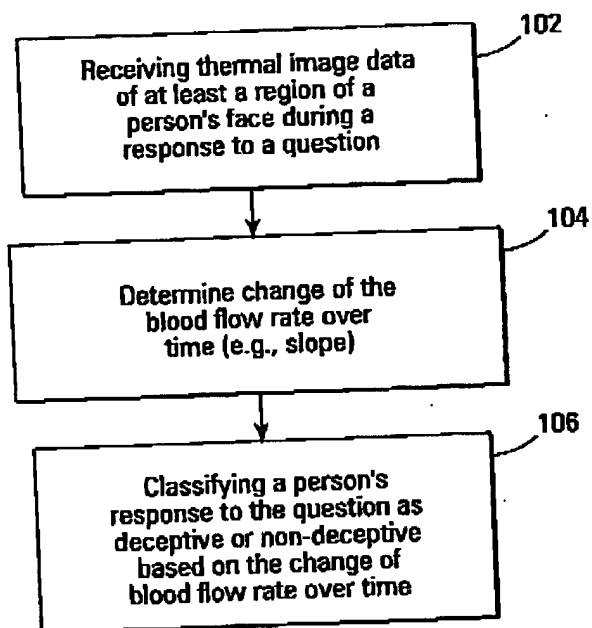 102
Receiving thermal image data
of at least a region of a
person's face during a
response to a question
104
Determine change of the
blood flow rate over
time (e.g., slope)
106
Classifying a person's
response to the question as
deceptive or non-deceptive
based on the change of
blood flow rate over time